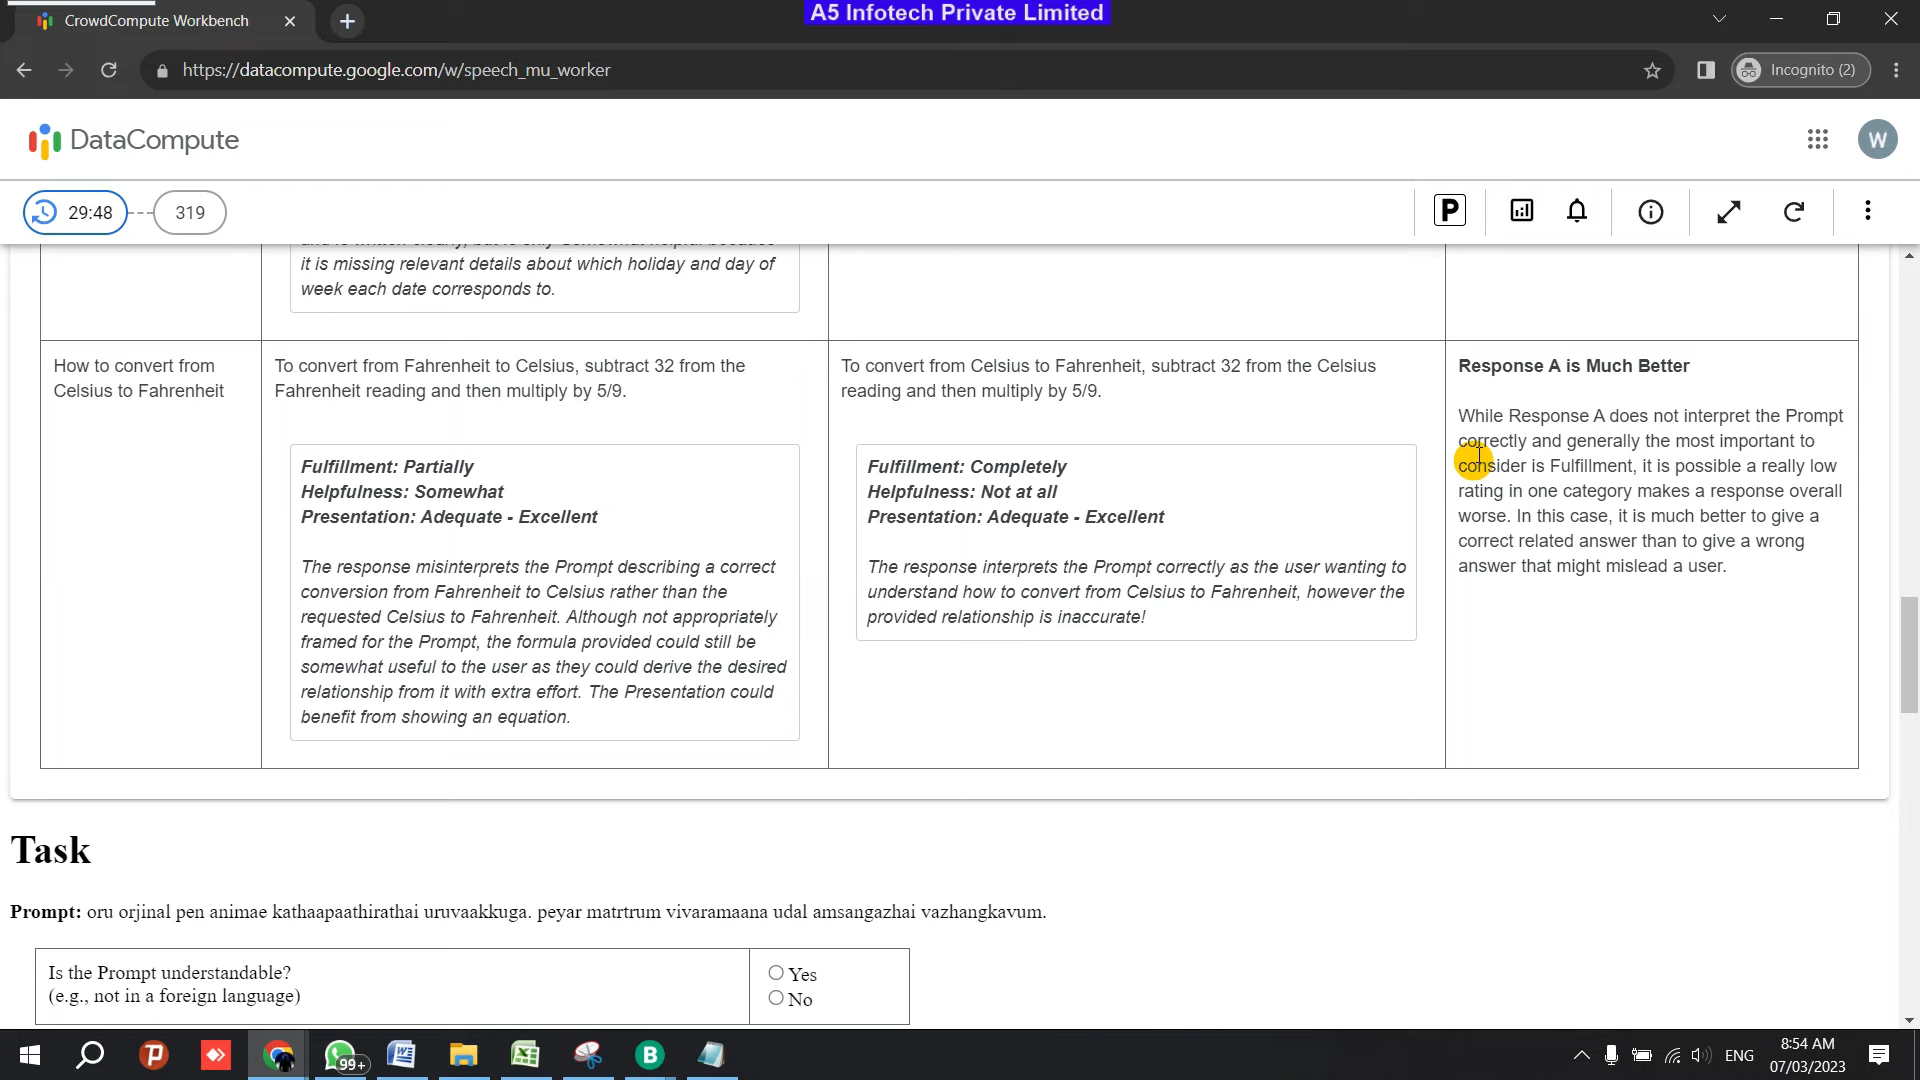 CrowdCompute Workbench
A5 Infotech Private Limited
https://datacompute.google.com/w/speech_mu_worker
Incognito (2)
DataCompute
W
29:48
319
P
it is missing relevant details about which holiday and day of
week each date corresponds to.
How to convert from
Celsius to Fahrenheit
To convert from Fahrenheit to Celsius, subtract 32 from the
Fahrenheit reading and then multiply by 5/9.
Fulfillment: Partially
Helpfulness: Somewhat
Presentation: Adequate - Excellent
The response misinterprets the Prompt describing a correct
conversion from Fahrenheit to Celsius rather than the
requested Celsius to Fahrenheit. Although not appropriately
framed for the Prompt, the formula provided could still be
somewhat useful to the user as they could derive the desired
relationship from it with extra effort. The Presentation could
benefit from showing an equation.
To convert from Celsius to Fahrenheit, subtract 32 from the Celsius
reading and then multiply by 5/9.
Fulfillment: Completely
Helpfulness: Not at all
Presentation: Adequate - Excellent
The response interprets the Prompt correctly as the user wanting to
understand how to convert from Celsius to Fahrenheit, however the
provided relationship is inaccurate!
Response A is Much Better
While Response A does not interpret the Prompt
correctly and generally the most important to
consider is Fulfillment, it is possible a really low
rating in one category makes a response overall
worse. In this case, it is much better to give a
correct related answer than to give a wrong
answer that might mislead a user.
Task
Prompt: oru orjinal pen animae kathaapaathirathai uruvaakkuga. peyar matrtrum vivaramaana udal amsangazhai vazhangkavum.
Is the Prompt understandable?
(e.g., not in a foreign language)
Yes
No
99+
ENG
8:54 AM
07/03/2023